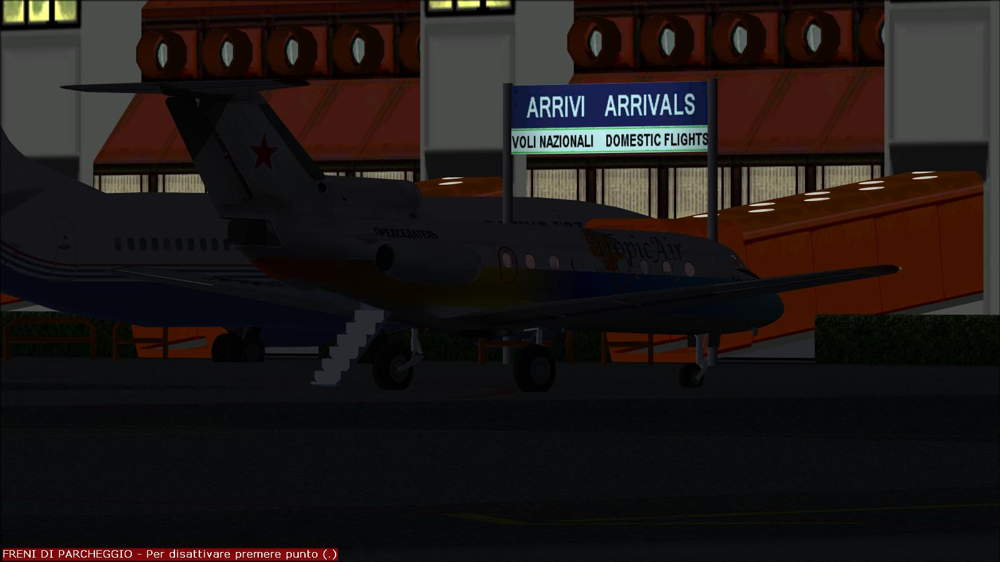 ARRIVI ARRIVALS
VOLI NAZIONALI DOMESTIC FLIGHTS
ПРЕДСЕДАТЕЛЬ
TropicAir
FRENI DI PARCHEGGIO - Per disattivare premere punto (.)